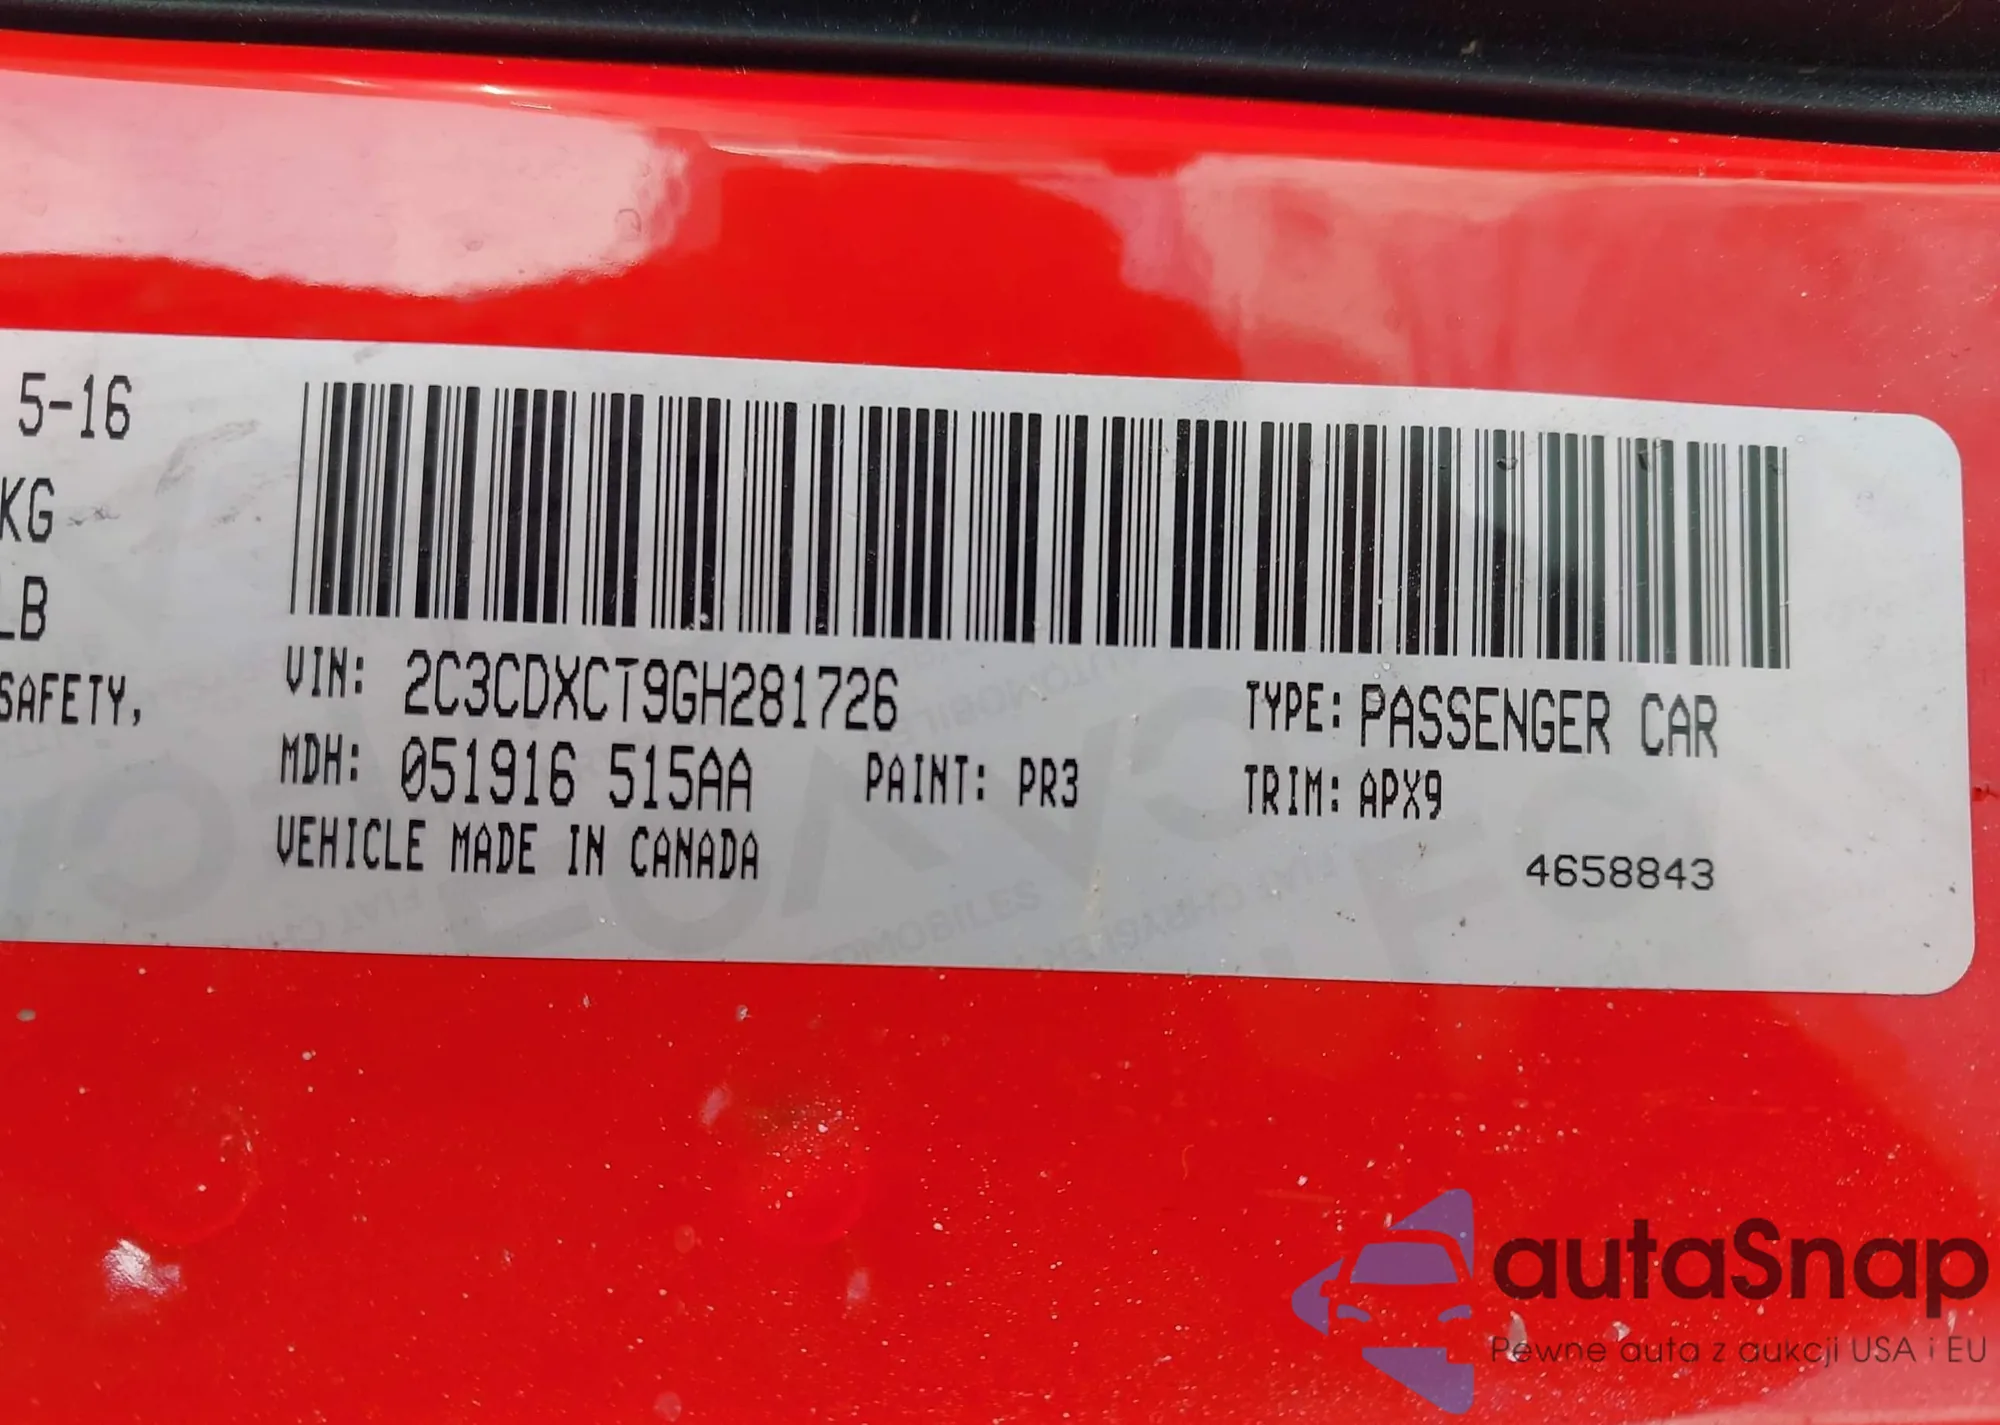 5-16
KG
LB
SAFETY,
VIN: 2C3CDXCT9GH281726
TYPE: PASSENGER CAR
MDH: 051916 515AA
PAINT: PR3
TRIM: APX9
VEHICLE MADE IN CANADA
4658843
autaSnap
Pewne auta z aukcji USA i EU